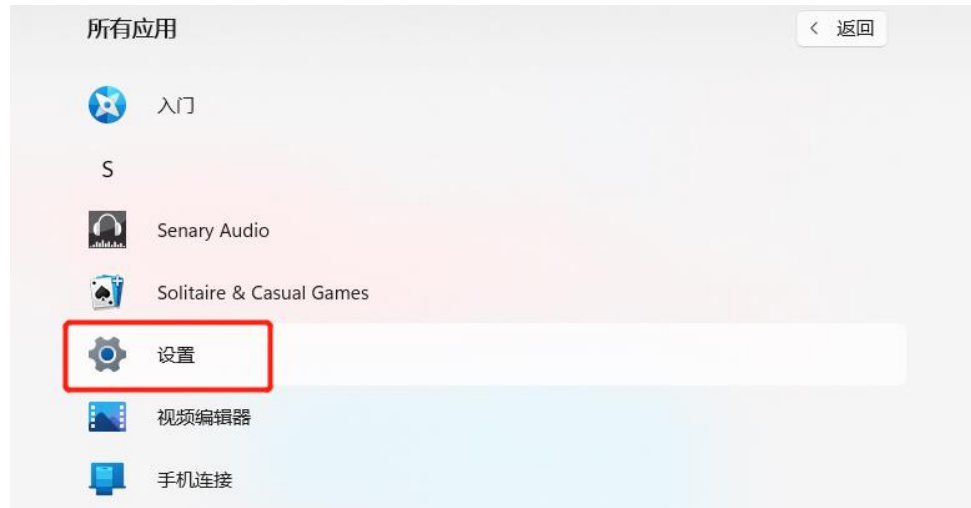 所有应用
返回
入门
S
Senary Audio
Solitaire & Casual Games
设置
视频编辑器
手机连接